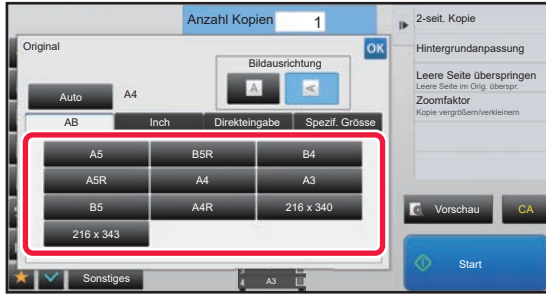 Anzahl Kopien 1
Original
OK
Bildausrichtung
A A
Auto A4
AB Inch Direkteingabe Spezif. Grösse
A5 B5R B4
A5R A4 A3
B5 A4R 216 x 340
216 x 343
Sonstiges
4 A3
2-seit. Kopie
Hintergrundanpassung
Leere Seite überspringen
Leere Seite im Orig. überspr.
Zoomfaktor
Kopie vergrößern/verkleinern
Vorschau CA
Start